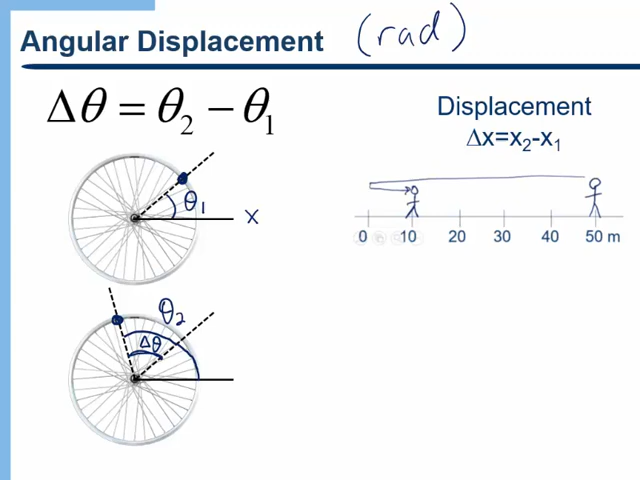 Angular Displacement (rad)
Δθ = θ₂ − θ₁
Displacement
Δx=x₂-x₁
θ₁
x
0 10 20 30 40 50 m
θ₂
Δθ